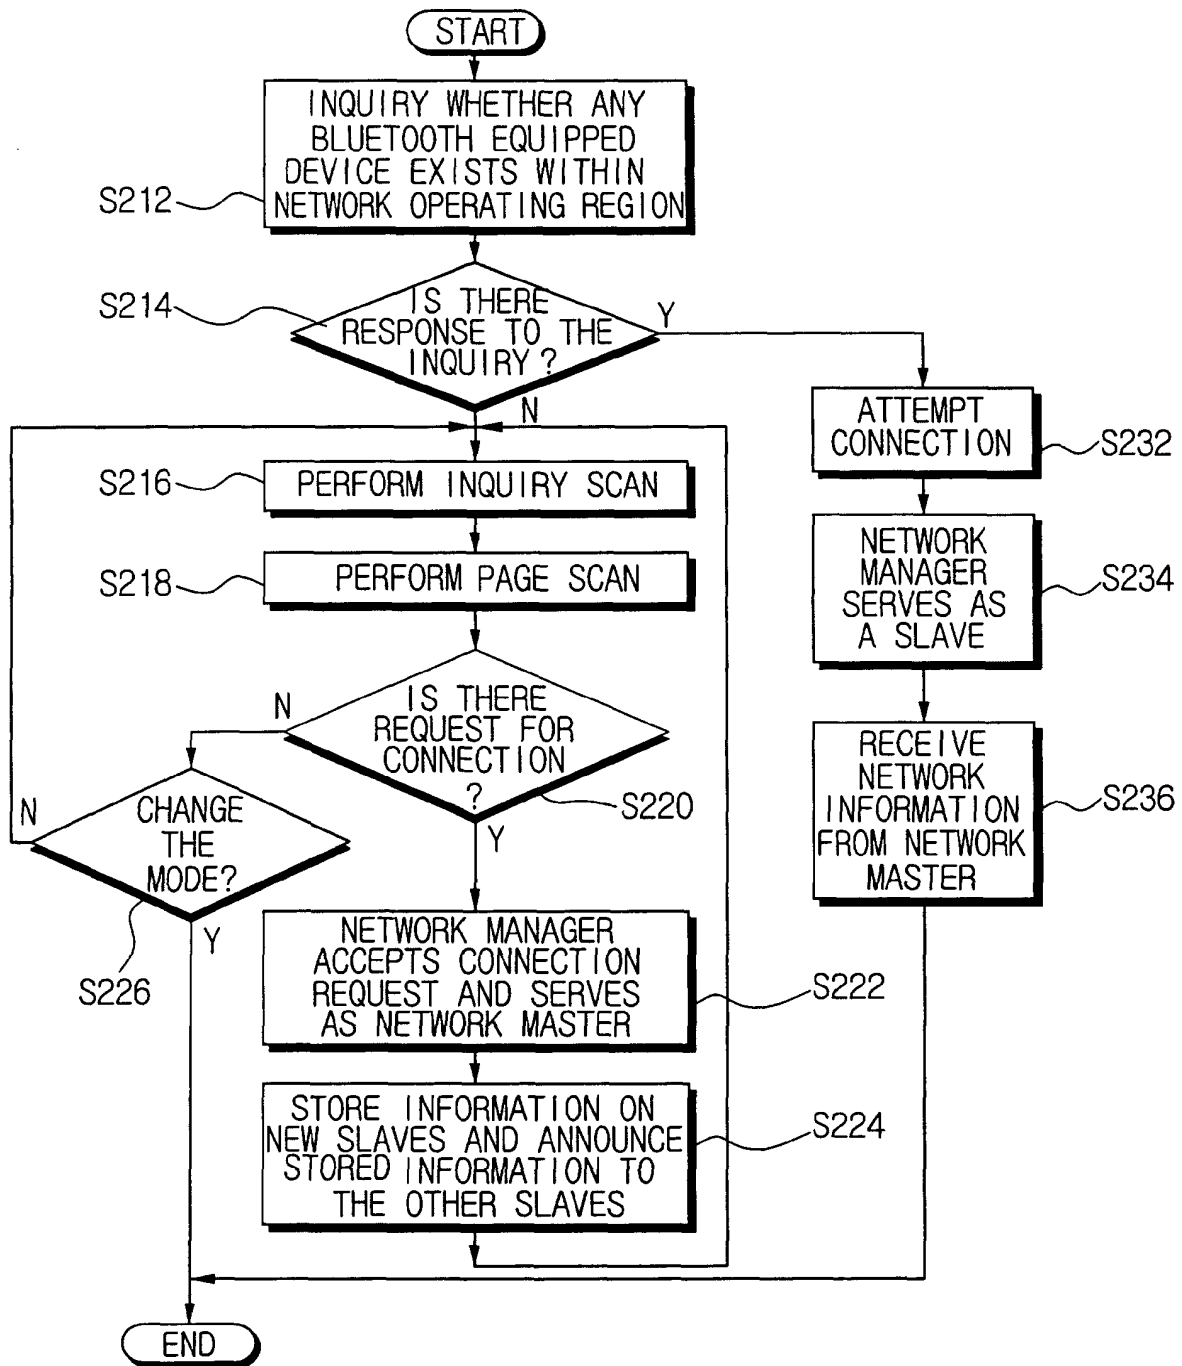 START
INQUIRY WHETHER ANY
BLUETOOTH EQUIPPED
DEVICE EXISTS WITHIN
NETWORK OPERATING REGION
S212
IS THERE
RESPONSE TO THE
INQUIRY?
S214
Y
N
ATTEMPT
CONNECTION
S232
PERFORM INQUIRY SCAN
S216
NETWORK
MANAGER
SERVES AS
A SLAVE
S234
PERFORM PAGE SCAN
S218
IS THERE
REQUEST FOR
CONNECTION
?
S220
N
Y
RECEIVE
NETWORK
INFORMATION
FROM NETWORK
MASTER
S236
CHANGE
THE
MODE?
N
Y
S226
NETWORK MANAGER
ACCEPTS CONNECTION
REQUEST AND SERVES
AS NETWORK MASTER
S222
STORE INFORMATION ON
NEW SLAVES AND ANNOUNCE
STORED INFORMATION TO
THE OTHER SLAVES
S224
END